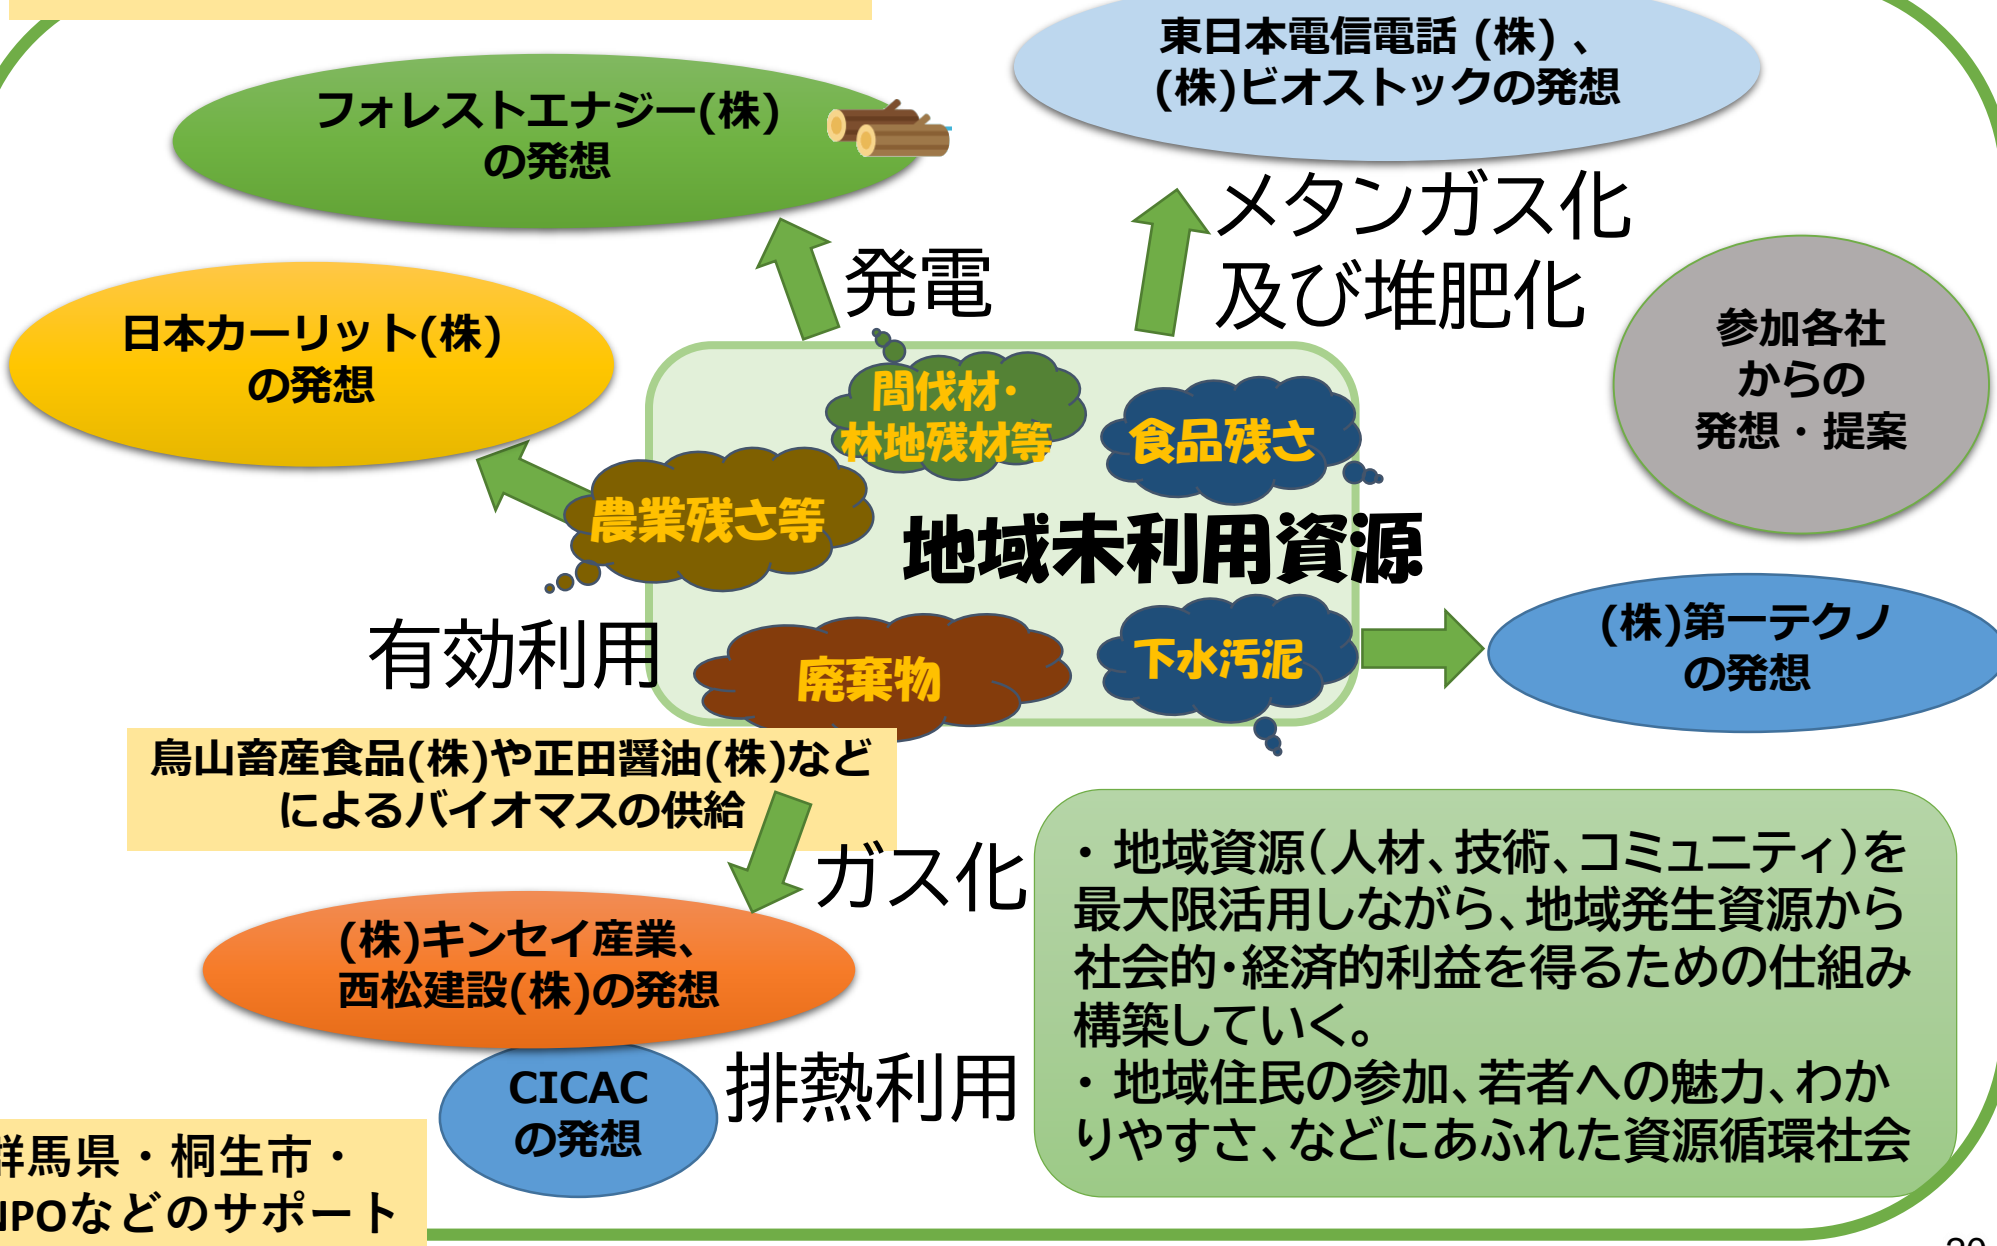 東日本電信電話 (株) 、
(株)ビオストックの発想
フォレストエナジー(株)
の発想
メタンガス化
及び堆肥化
発電
日本カーリット(株)
の発想
参加各社
からの
発想・提案
間伐材・
林地残材等
食品残さ
農業残さ等
地域未利用資源
有効利用
廃棄物
下水汚泥
(株)第一テクノ
の発想
鳥山畜産食品(株)や正田醤油(株)など
によるバイオマスの供給
ガス化
(株)キンセイ産業、
西松建設(株)の発想
排熱利用
CICAC
の発想
・地域資源（人材、技術、コミュニティ）を
最大限活用しながら、地域発生資源から
社会的・経済的利益を得るための仕組み
構築していく。
・地域住民の参加、若者への魅力、わか
りやすさ、などにあふれた資源循環社会
群馬県・桐生市・
NPOなどのサポート